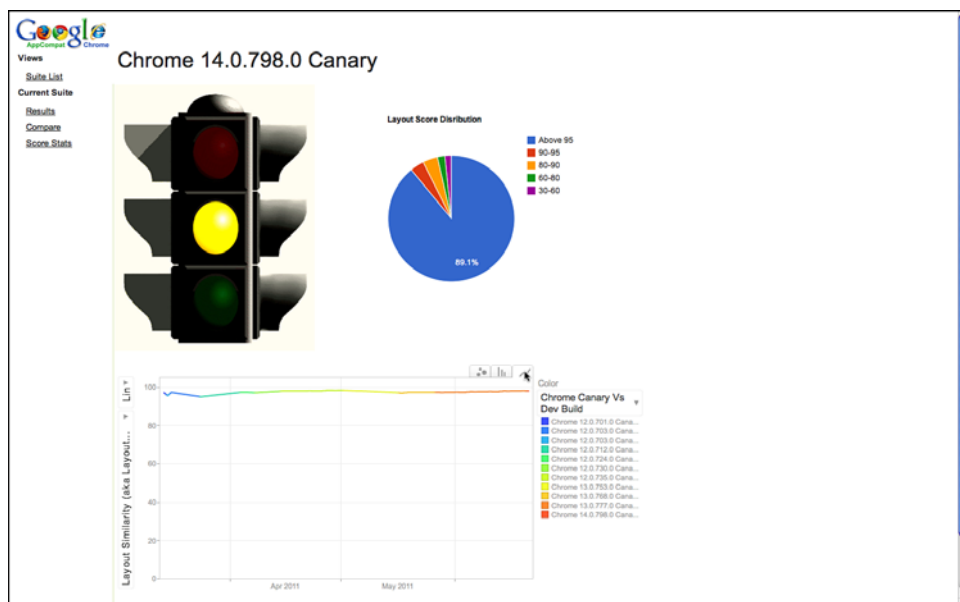 Google
AppCompat Chrome
Views
Suite List
Current Suite
Results
Compare
Score Stats
Chrome 14.0.798.0 Canary
Layout Score Disribution
Above 95
90-95
80-90
60-80
30-60
89.1%
Lin
Layout Similarity (aka Layout...
100
80
60
40
20
0
Apr 2011
May 2011
Color
Chrome Canary Vs
Dev Build
Chrome 12.0.701.0 Cana...
Chrome 12.0.703.0 Cana...
Chrome 12.0.703.0 Cana...
Chrome 12.0.712.0 Cana...
Chrome 12.0.724.0 Cana...
Chrome 12.0.730.0 Cana...
Chrome 12.0.735.0 Cana...
Chrome 13.0.753.0 Cana...
Chrome 13.0.768.0 Cana...
Chrome 13.0.777.0 Cana...
Chrome 14.0.798.0 Cana...